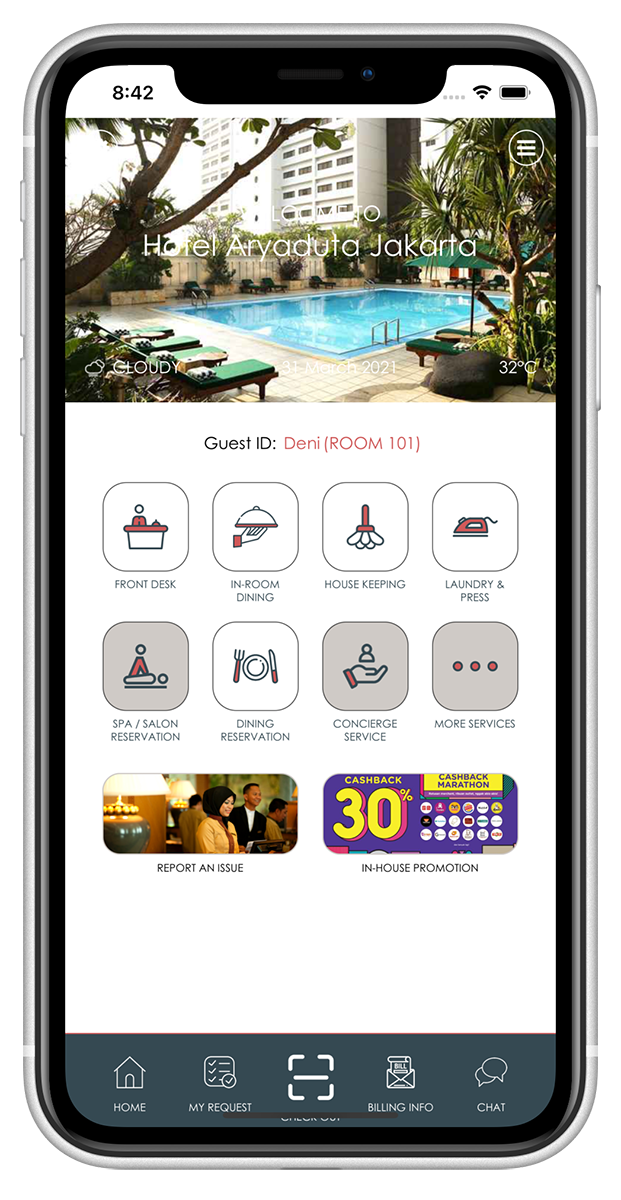 8:42
WELCOME TO
Hotel Aryaduta Jakarta
CLOUDY
31 March 2021
32°C
Guest ID: Deni (ROOM 101)
FRONT DESK
IN-ROOM
DINING
HOUSE KEEPING
LAUNDRY &
PRESS
SPA / SALON
RESERVATION
DINING
RESERVATION
CONCIERGE
SERVICE
MORE SERVICES
CASHBACK
30%
CASHBACK
MARATHON
REPORT AN ISSUE
IN-HOUSE PROMOTION
HOME
MY REQUEST
BILL
BILLING INFO
CHAT
CHECK OUT